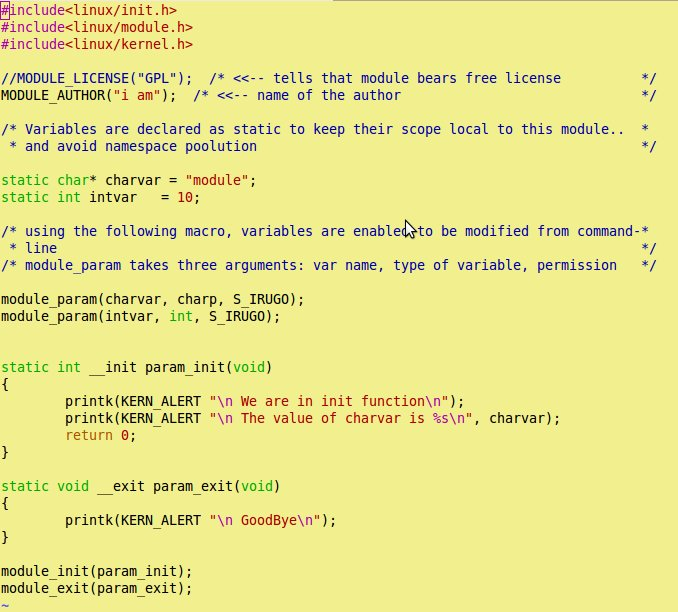 #include<linux/init.h>
#include<linux/module.h>
#include<linux/kernel.h>

//MODULE_LICENSE("GPL");  /* <<-- tells that module bears free license          */
MODULE_AUTHOR("i am");  /* <<-- name of the author                              */

/* Variables are declared as static to keep their scope local to this module..  *
 * and avoid namespace poolution                                                */

static char* charvar = "module";
static int intvar   = 10;

/* using the following macro, variables are enabled to be modified from command-*
 * line                                                                         */
/* module_param takes three arguments: var name, type of variable, permission   */

module_param(charvar, charp, S_IRUGO);
module_param(intvar, int, S_IRUGO);


static int __init param_init(void)
{
        printk(KERN_ALERT "\n We are in init function\n");
        printk(KERN_ALERT "\n The value of charvar is %s\n", charvar);
        return 0;
}

static void __exit param_exit(void)
{
        printk(KERN_ALERT "\n GoodBye\n");
}

module_init(param_init);
module_exit(param_exit);
~